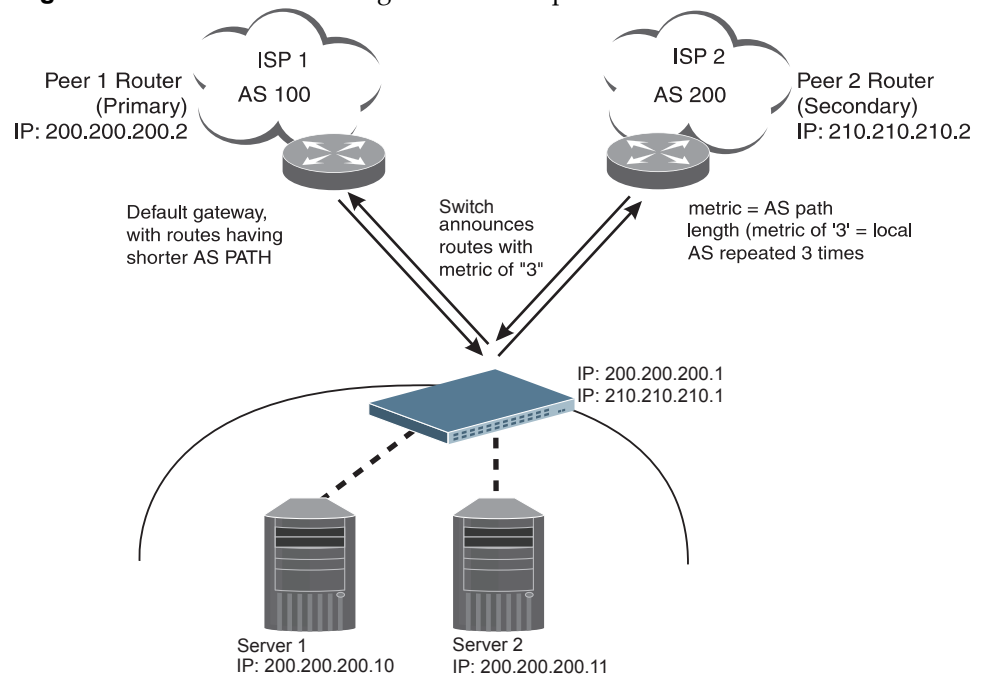 ISP 1
AS 100
Peer 1 Router
(Primary)
IP: 200.200.200.2
ISP 2
AS 200
Peer 2 Router
(Secondary)
IP: 210.210.210.2
Default gateway,
with routes having
shorter AS PATH
Switch
announces
routes with
metric of "3"
metric = AS path
length (metric of '3' = local
AS repeated 3 times
IP: 200.200.200.1
IP: 210.210.210.1
Server 1
IP: 200.200.200.10
Server 2
IP: 200.200.200.11